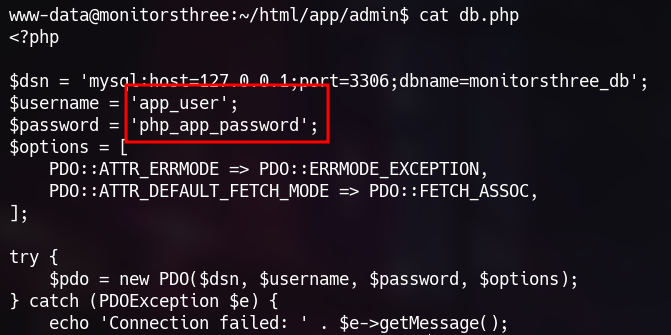 www-data@monitorsthree:~/html/app/admin$ cat db.php
<?php
$dsn = 'mysql:host=127.0.0.1;port=3306;dbname=monitorsthree_db';
$username = 'app_user';
$password = 'php_app_password';
$options = [
    PDO::ATTR_ERRMODE => PDO::ERRMODE_EXCEPTION,
    PDO::ATTR_DEFAULT_FETCH_MODE => PDO::FETCH_ASSOC,
];
try {
    $pdo = new PDO($dsn, $username, $password, $options);
} catch (PDOException $e) {
    echo 'Connection failed: ' . $e->getMessage();